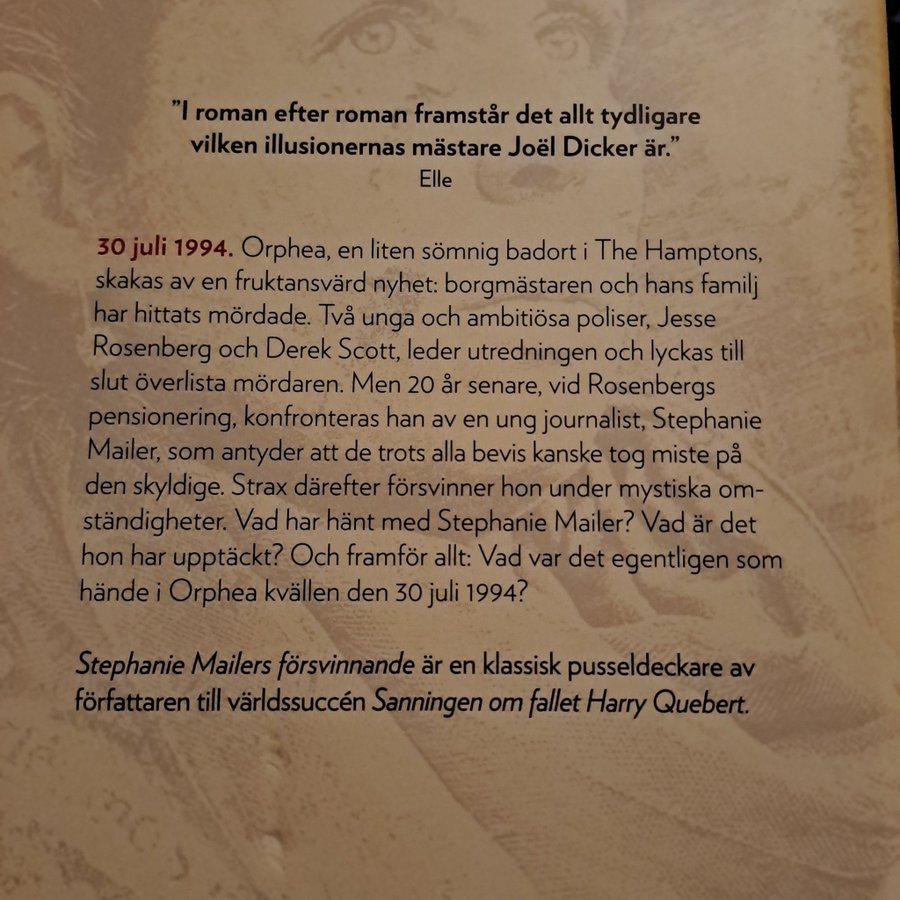 ”I roman efter roman framstår det allt tydligare
vilken illusionernas mästare Joël Dicker är.”
Elle
30 juli 1994. Orphea, en liten sömnig badort i The Hamptons,
skakas av en fruktansvärd nyhet: borgmästaren och hans familj
har hittats mördade. Två unga och ambitiösa poliser, Jesse
Rosenberg och Derek Scott, leder utredningen och lyckas till
slut överlista mördaren. Men 20 år senare, vid Rosenbergs
pensionering, konfronteras han av en ung journalist, Stephanie
Mailer, som antyder att de trots alla bevis kanske tog miste på
den skyldige. Strax därefter försvinner hon under mystiska om-
ständigheter. Vad har hänt med Stephanie Mailer? Vad är det
hon har upptäckt? Och framför allt: Vad var det egentligen som
hände i Orphea kvällen den 30 juli 1994?
Stephanie Mailers försvinnande är en klassisk pusseldeckare av
författaren till världssuccén Sanningen om fallet Harry Quebert.